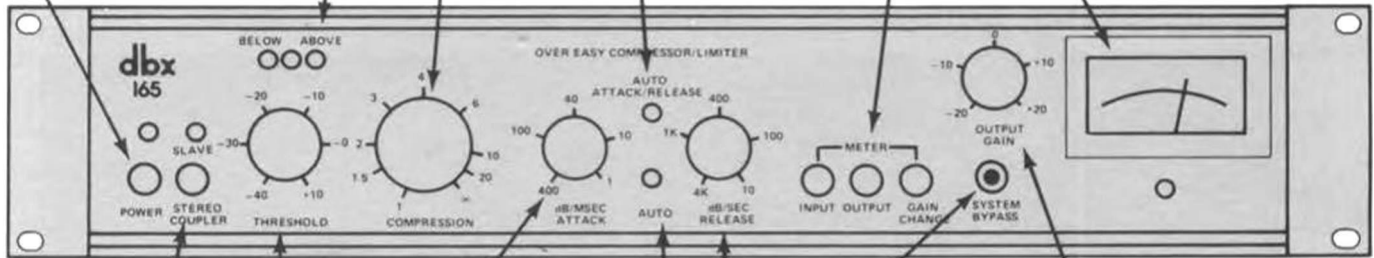 dbx
165
BELOW ABOVE
OVER EASY COMPRESSOR/LIMITER
SLAVE
POWER
STEREO
COUPLER
-40
-30
-20
-10
-0
+10
THRESHOLD
1
1.5
2
3
4
6
10
20
∞
COMPRESSION
400
100
40
10
1
dB/MSEC
ATTACK
AUTO
ATTACK/RELEASE
AUTO
4K
1K
400
100
10
dB/SEC
RELEASE
METER
INPUT
OUTPUT
GAIN
CHANGE
-20
-10
0
+10
+20
OUTPUT
GAIN
SYSTEM
BYPASS